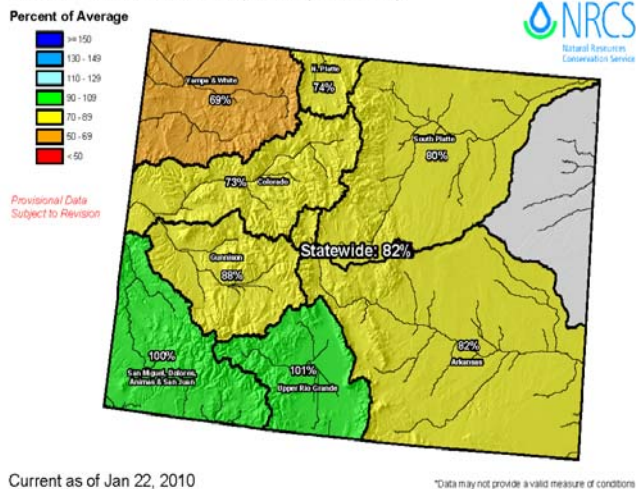 Percent of Average
>= 150
130 - 149
110 - 129
90 - 109
70 - 89
50 - 69
< 50
Provisional Data
Subject to Revision
NRCS
Natural Resources
Conservation Service
Yampa & White
69%
N. Platte
74%
South Platte
80%
73%
Colorado
Statewide: 82%
Gunnison
88%
82%
Arkansas
100%
San Miguel, Dolores,
Animas & San Juan
101%
Upper Rio Grande
Current as of Jan 22, 2010
*Data may not provide a valid measure of conditions